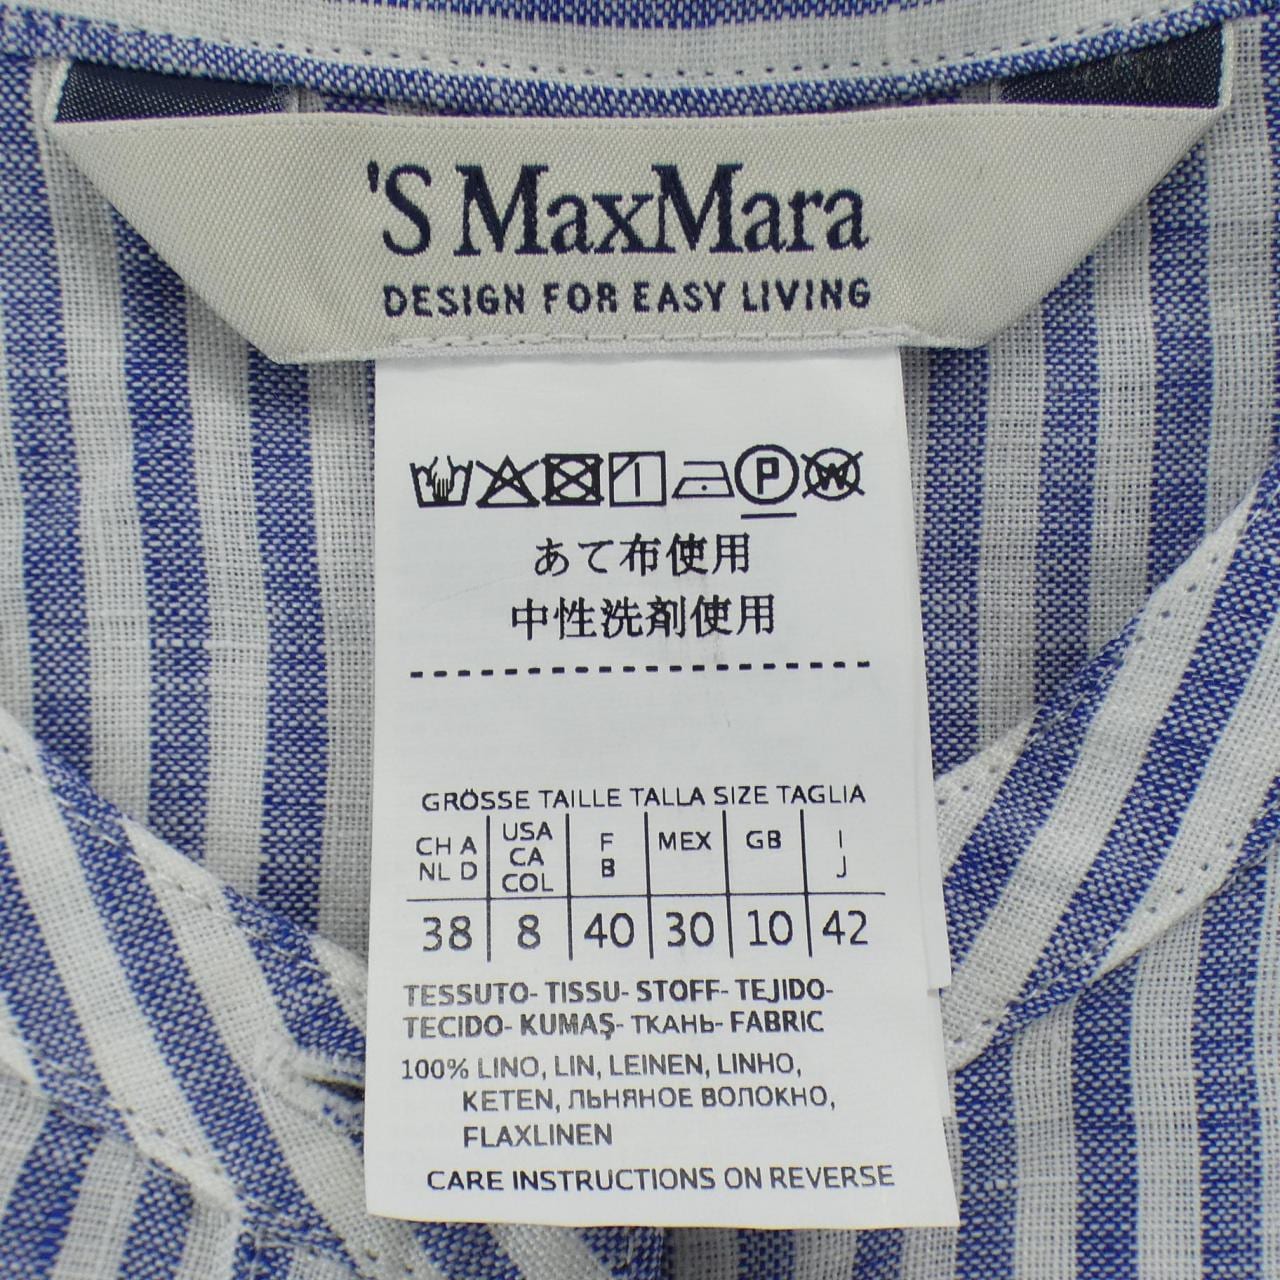 'S MaxMara
DESIGN FOR EASY LIVING
P W
あて布使用
中性洗剤使用
GRÖSSE TAILLE TALLA SIZE TAGLIA
CH A NL D USA CA COL F B MEX GB I J
38 8 40 30 10 42
TESSUTO- TISSU- STOFF- TEJIDO-
TECIDO- KUMAŞ- ТКАНЬ- FABRIC
100% LINO, LIN, LEINEN, LINHO,
KETEN, ЛЬНЯНОЕ ВОЛОКНО,
FLAXLINEN
CARE INSTRUCTIONS ON REVERSE